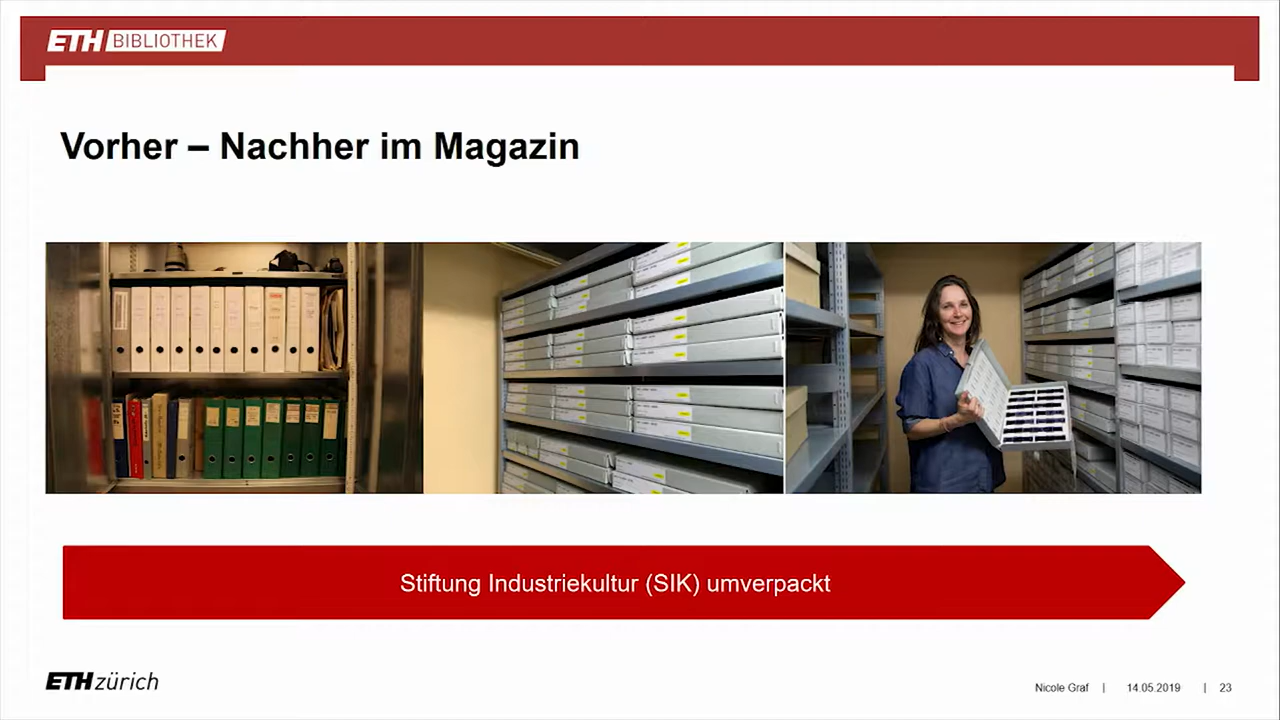 ETH BIBLIOTHEK
Vorher – Nachher im Magazin
Stiftung Industriekultur (SIK) umverpackt
ETH zürich
Nicole Graf | 14.05.2019 | 23